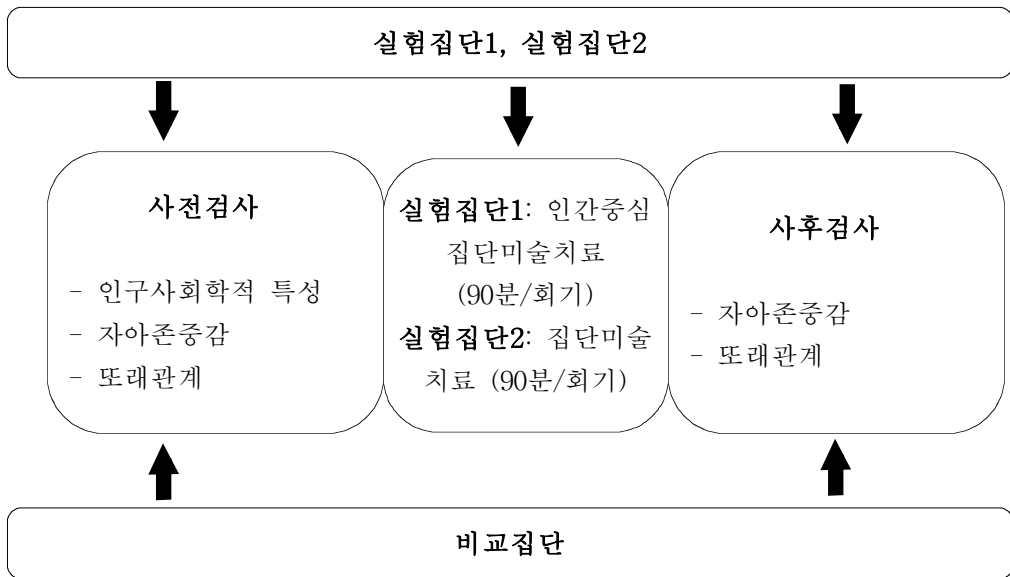 실험집단1, 실험집단2
사전검사
- 인구사회학적 특성
- 자아존중감
- 또래관계
실험집단1: 인간중심
집단미술치료
(90분/회기)
실험집단2: 집단미술
치료 (90분/회기)
사후검사
- 자아존중감
- 또래관계
비교집단